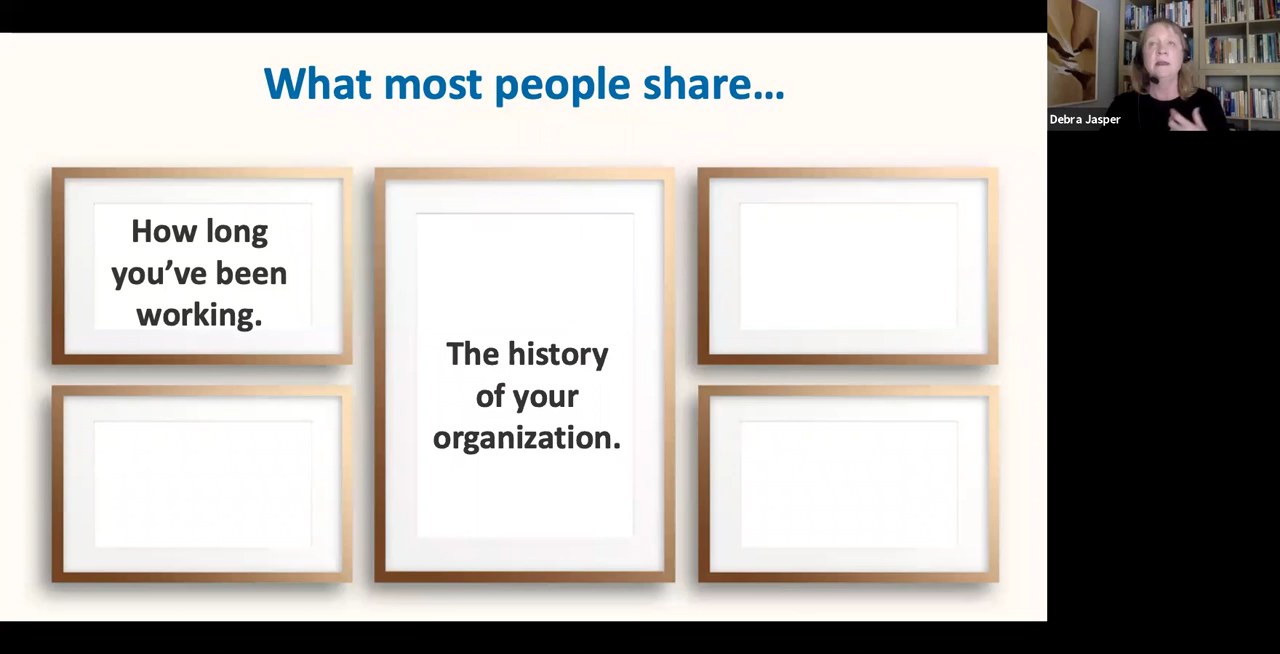 What most people share...
How long
you've been
working.
The history
of your
organization.
Debra Jasper